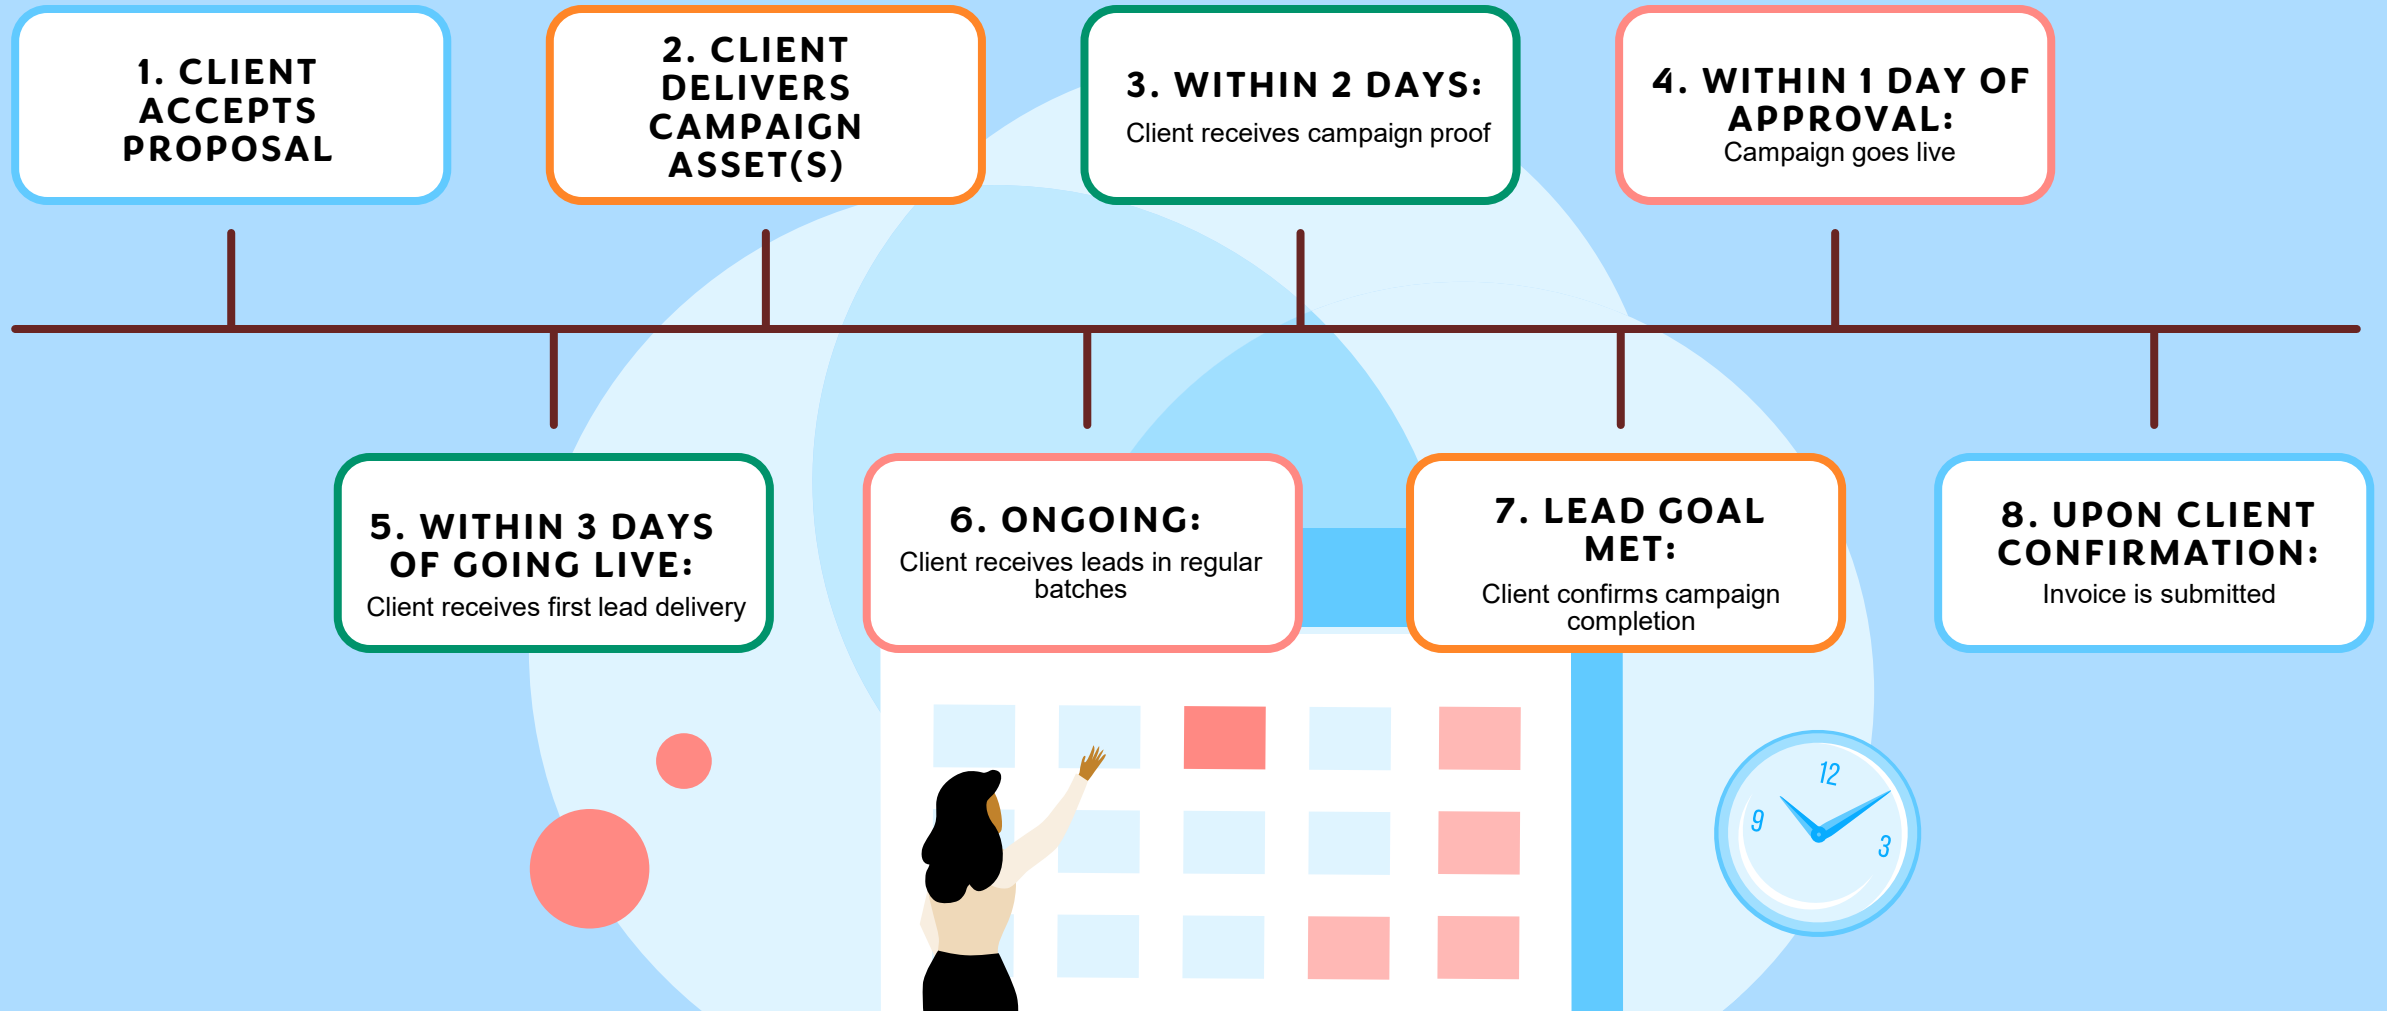 1. CLIENT
ACCEPTS
PROPOSAL
2. CLIENT
DELIVERS
CAMPAIGN
ASSET(S)
3. WITHIN 2 DAYS:
Client receives campaign proof
4. WITHIN 1 DAY OF
APPROVAL:
Campaign goes live
5. WITHIN 3 DAYS
OF GOING LIVE:
Client receives first lead delivery
6. ONGOING:
Client receives leads in regular
batches
7. LEAD GOAL
MET:
Client confirms campaign
completion
8. UPON CLIENT
CONFIRMATION:
Invoice is submitted
12
9
3